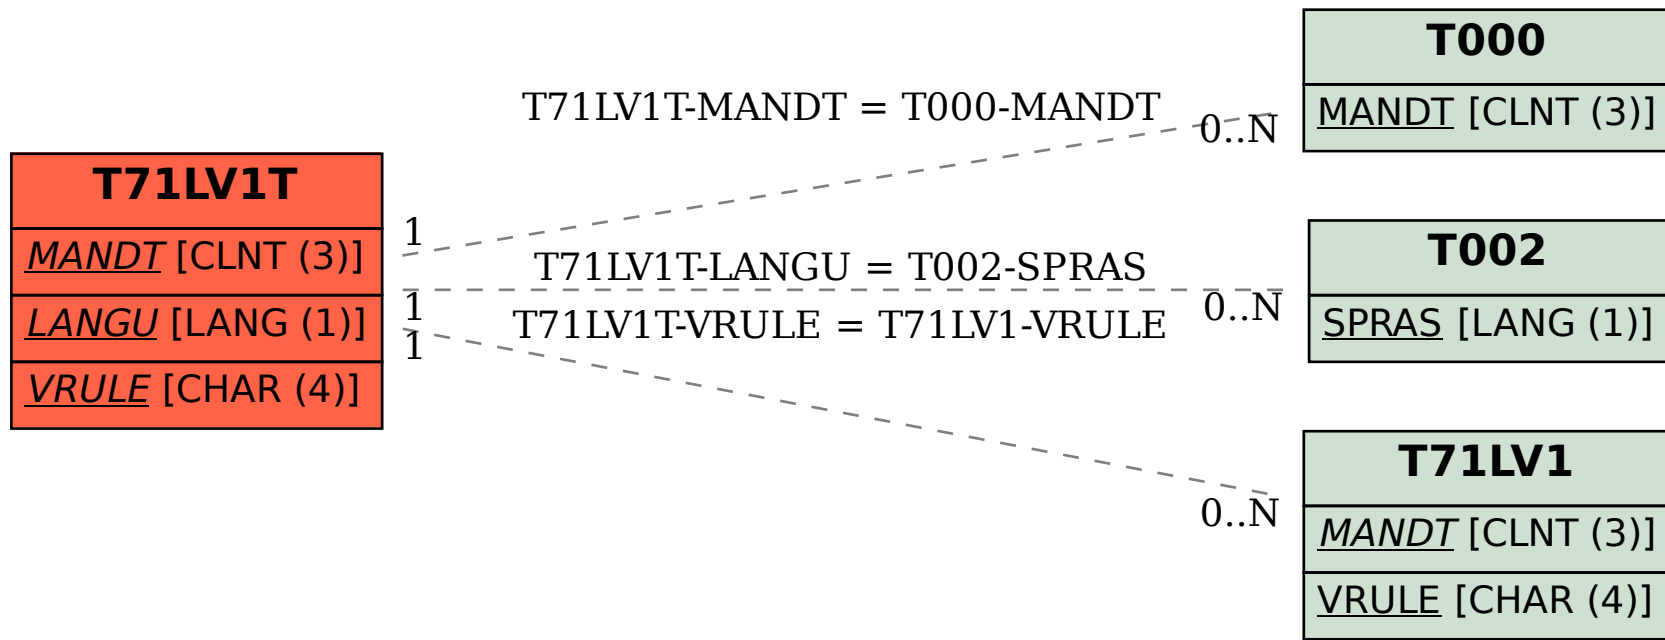 T71LV1T
MANDT [CLNT (3)]
LANGU [LANG (1)]
VRULE [CHAR (4)]
T71LV1T-MANDT = T000-MANDT
1
0..N
T71LV1T-LANGU = T002-SPRAS
1
0..N
T71LV1T-VRULE = T71LV1-VRULE
1
0..N
T000
MANDT [CLNT (3)]
T002
SPRAS [LANG (1)]
T71LV1
MANDT [CLNT (3)]
VRULE [CHAR (4)]